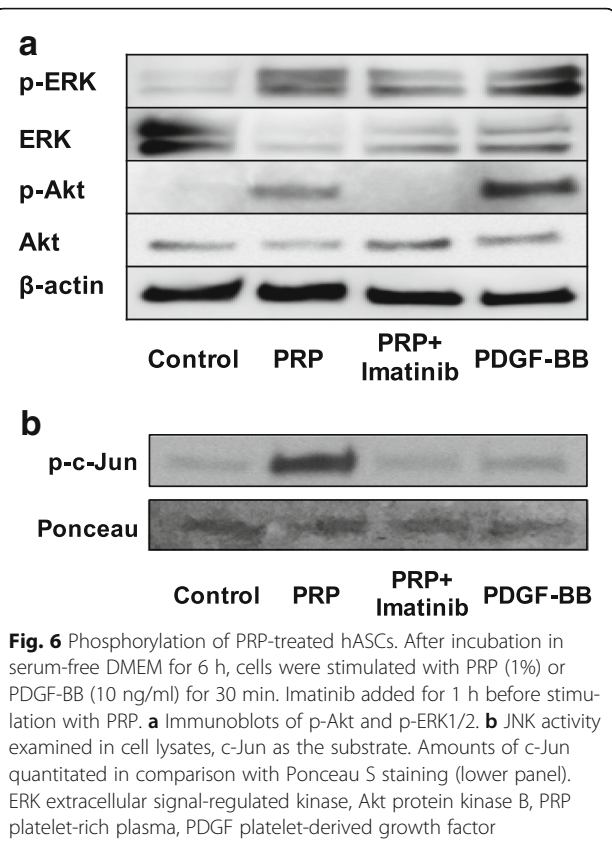 a
p-ERK
ERK
p-Akt
Akt
β-actin
Control PRP PRP+ Imatinib PDGF-BB
b
p-c-Jun
Ponceau
Control PRP PRP+ Imatinib PDGF-BB
Fig. 6 Phosphorylation of PRP-treated hASCs. After incubation in
serum-free DMEM for 6 h, cells were stimulated with PRP (1%) or
PDGF-BB (10 ng/ml) for 30 min. Imatinib added for 1 h before stimu-
lation with PRP. a Immunoblots of p-Akt and p-ERK1/2. b JNK activity
examined in cell lysates, c-Jun as the substrate. Amounts of c-Jun
quantitated in comparison with Ponceau S staining (lower panel).
ERK extracellular signal-regulated kinase, Akt protein kinase B, PRP
platelet-rich plasma, PDGF platelet-derived growth factor